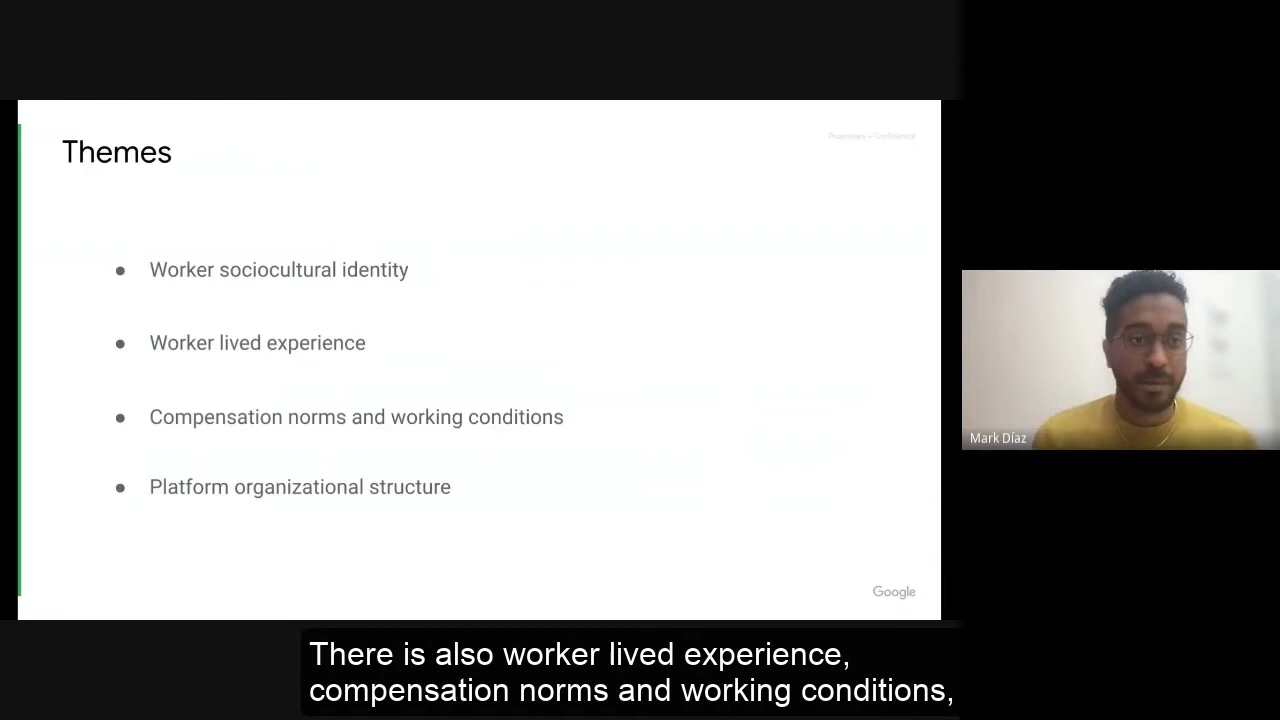 Themes
Proprietary + Confidential
Worker sociocultural identity
Worker lived experience
Compensation norms and working conditions
Platform organizational structure
Google
Mark Díaz
There is also worker lived experience,
compensation norms and working conditions,